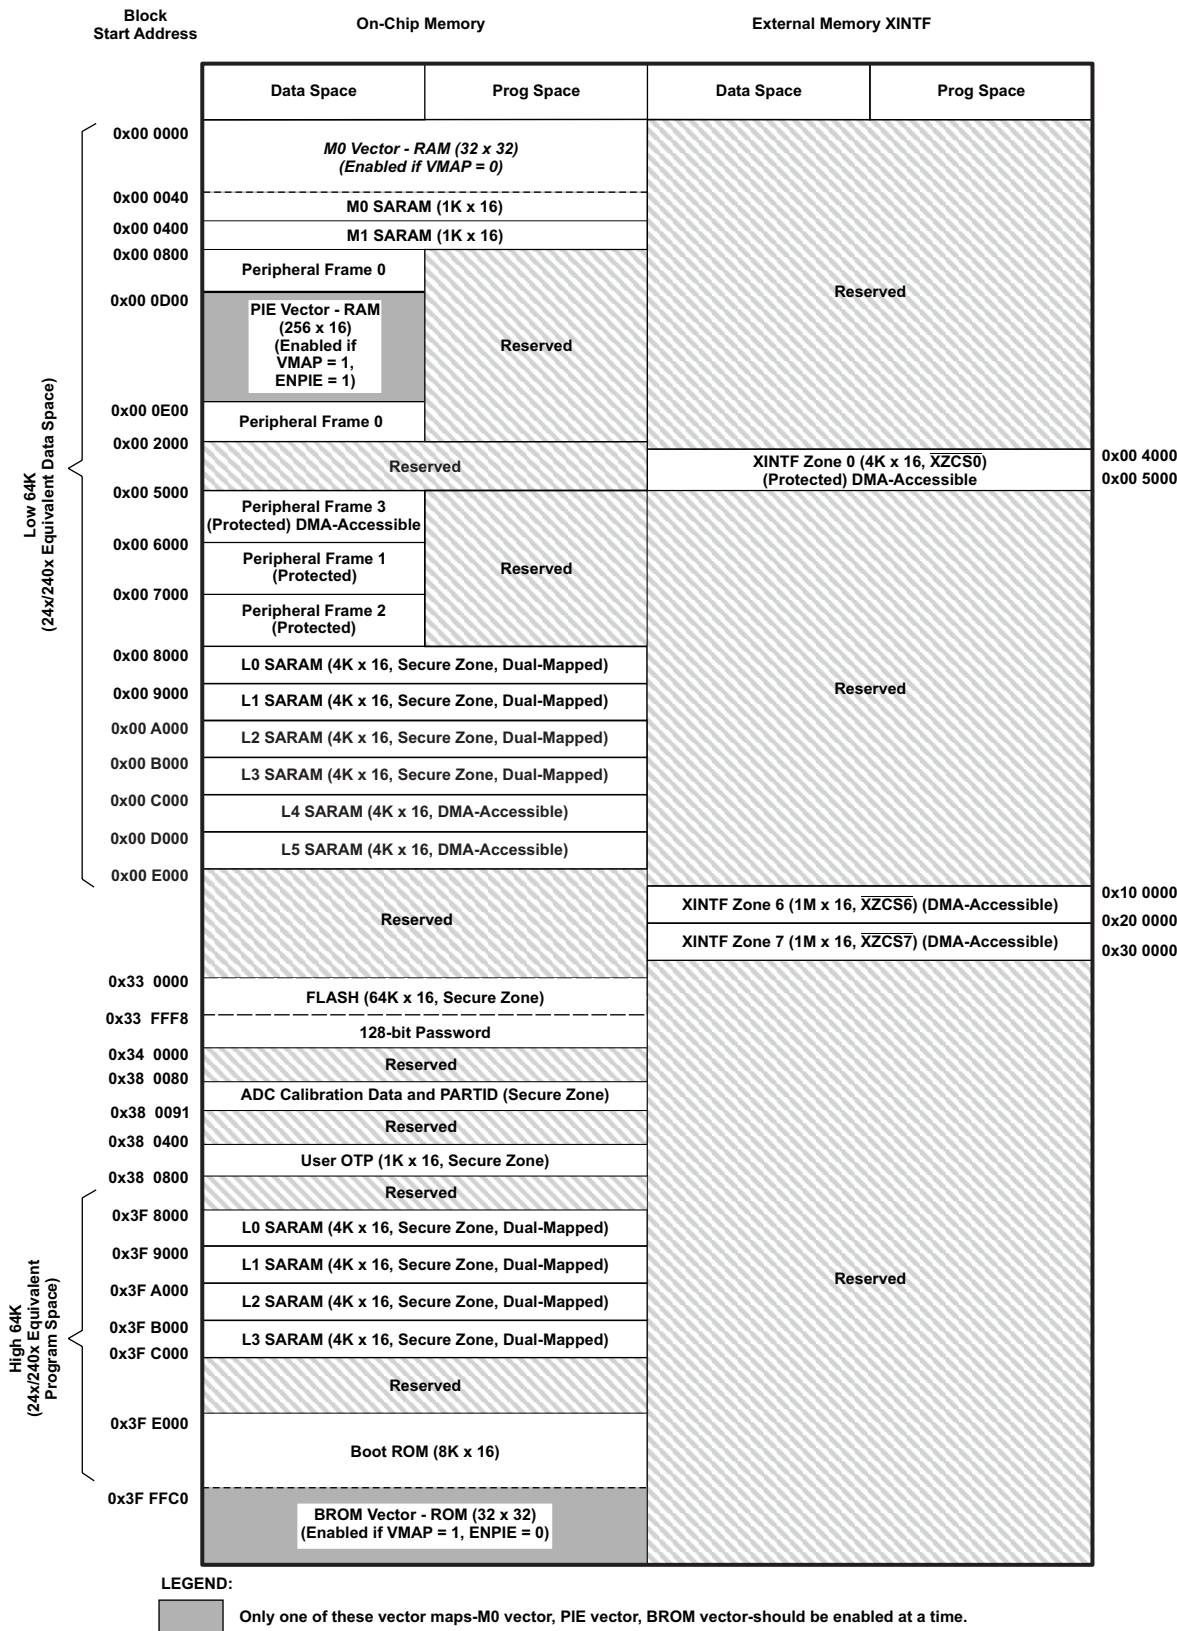 Block
Start Address
On-Chip Memory
External Memory XINTF
Data Space
Prog Space
Data Space
Prog Space
0x00 0000
M0 Vector - RAM (32 x 32)
(Enabled if VMAP = 0)
0x00 0040
M0 SARAM (1K x 16)
0x00 0400
M1 SARAM (1K x 16)
0x00 0800
Peripheral Frame 0
0x00 0D00
PIE Vector - RAM
(256 x 16)
(Enabled if
VMAP = 1,
ENPIE = 1)
Reserved
Reserved
0x00 0E00
Peripheral Frame 0
0x00 2000
Reserved
XINTF Zone 0 (4K x 16, XZCS0)
(Protected) DMA-Accessible
0x00 4000
0x00 5000
0x00 5000
Peripheral Frame 3
(Protected) DMA-Accessible
0x00 6000
Peripheral Frame 1
(Protected)
Reserved
0x00 7000
Peripheral Frame 2
(Protected)
Low 64K
(24x/240x Equivalent Data Space)
0x00 8000
L0 SARAM (4K x 16, Secure Zone, Dual-Mapped)
0x00 9000
L1 SARAM (4K x 16, Secure Zone, Dual-Mapped)
Reserved
0x00 A000
L2 SARAM (4K x 16, Secure Zone, Dual-Mapped)
0x00 B000
L3 SARAM (4K x 16, Secure Zone, Dual-Mapped)
0x00 C000
L4 SARAM (4K x 16, DMA-Accessible)
0x00 D000
L5 SARAM (4K x 16, DMA-Accessible)
0x00 E000
Reserved
XINTF Zone 6 (1M x 16, XZCS6) (DMA-Accessible)
0x10 0000
0x20 0000
XINTF Zone 7 (1M x 16, XZCS7) (DMA-Accessible)
0x30 0000
0x33 0000
FLASH (64K x 16, Secure Zone)
0x33 FFF8
128-bit Password
0x34 0000
Reserved
0x38 0080
ADC Calibration Data and PARTID (Secure Zone)
0x38 0091
Reserved
0x38 0400
User OTP (1K x 16, Secure Zone)
0x38 0800
Reserved
0x3F 8000
L0 SARAM (4K x 16, Secure Zone, Dual-Mapped)
0x3F 9000
L1 SARAM (4K x 16, Secure Zone, Dual-Mapped)
Reserved
0x3F A000
L2 SARAM (4K x 16, Secure Zone, Dual-Mapped)
0x3F B000
L3 SARAM (4K x 16, Secure Zone, Dual-Mapped)
0x3F C000
High 64K
(24x/240x Equivalent
Program Space)
Reserved
0x3F E000
Boot ROM (8K x 16)
0x3F FFC0
BROM Vector - ROM (32 x 32)
(Enabled if VMAP = 1, ENPIE = 0)
LEGEND:
Only one of these vector maps-M0 vector, PIE vector, BROM vector-should be enabled at a time.